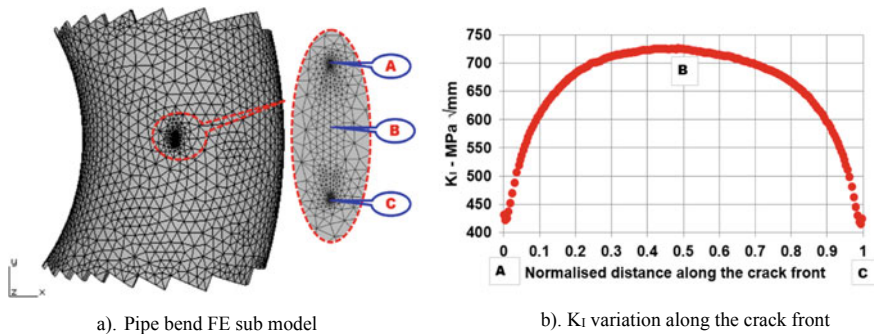 A
B
C
u
z x
a). Pipe bend FE sub model
KI - MPa √mm
750
700
650
600
550
500
450
400
B
0 0.1 0.2 0.3 0.4 0.5 0.6 0.7 0.8 0.9 1
A Normalised distance along the crack front C
b). KI variation along the crack front